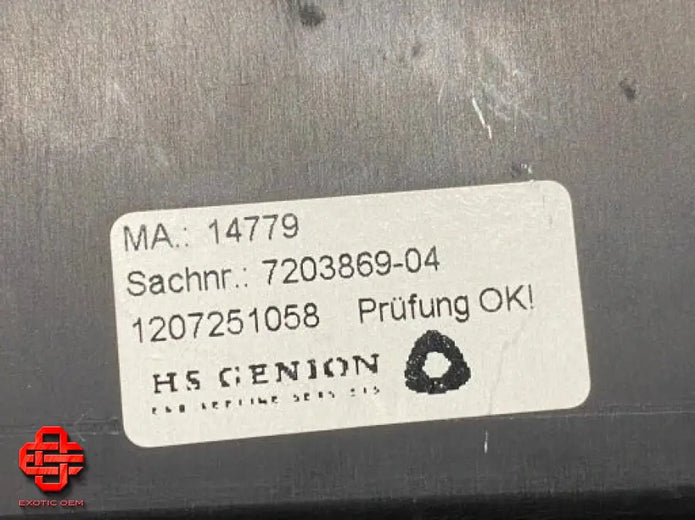 MA.: 14779
Sachnr.: 7203869-04
1207251058 Prüfung OK!
HS GENION
EXOTIC OEM